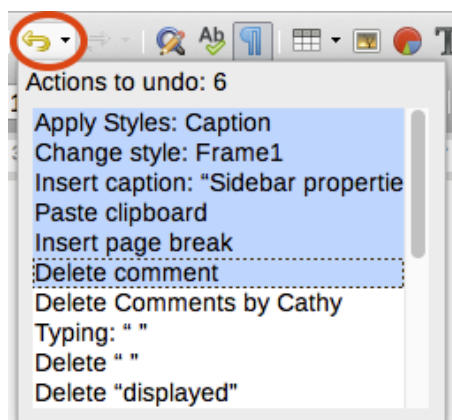 Actions to undo: 6
Apply Styles: Caption
Change style: Frame1
Insert caption: “Sidebar propertie
Paste clipboard
Insert page break
Delete comment
Delete Comments by Cathy
Typing: “ ”
Delete “ ”
Delete “displayed"